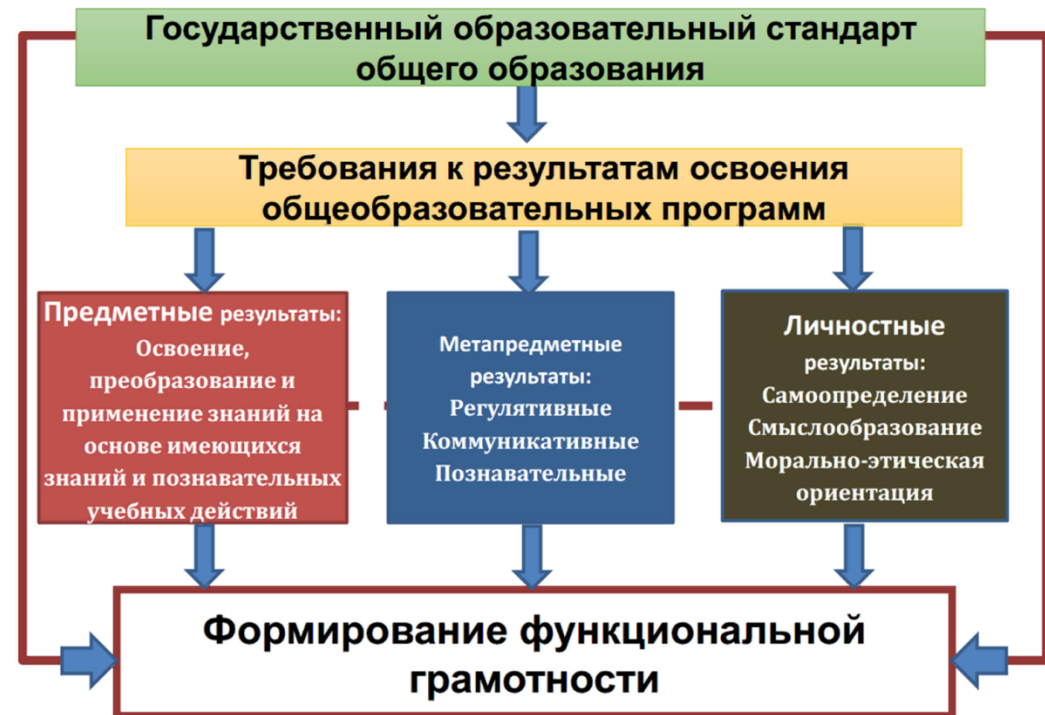 Государственный образовательный стандарт
общего образования
Требования к результатам освоения
общеобразовательных программ
Предметные результаты:
Освоение,
преобразование и
применение знаний на
основе имеющихся
знаний и познавательных
учебных действий
Метапредметные
результаты:
Регулятивные
Коммуникативные
Познавательные
Личностные
результаты:
Самоопределение
Смыслообразование
Морально-этическая
ориентация
Формирование функциональной
грамотности